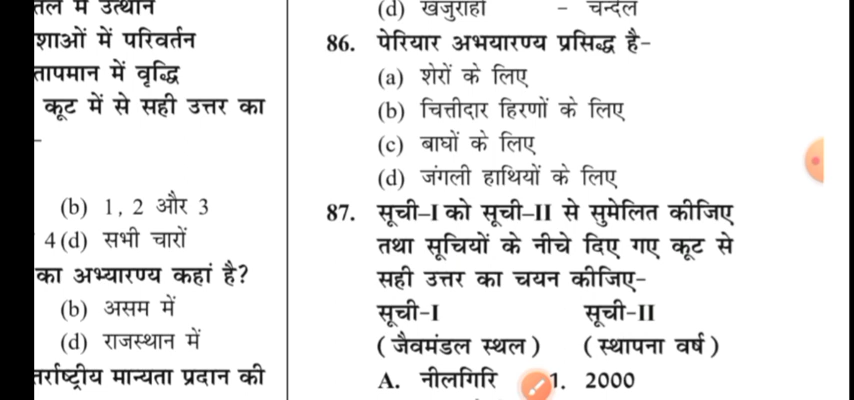 तल में उत्थान
शाओं में परिवर्तन
तापमान में वृद्धि
कूट में से सही उत्तर का
–
(b) 1, 2 और 3
4 (d) सभी चारों
का अभ्यारण्य कहां है?
(b) असम में
(d) राजस्थान में
तर्राष्ट्रीय मान्यता प्रदान की
(d) खजुराहो – चन्देल
86. पेरियार अभयारण्य प्रसिद्ध है–
(a) शेरों के लिए
(b) चित्तीदार हिरणों के लिए
(c) बाघों के लिए
(d) जंगली हाथियों के लिए
87. सूची–I को सूची–II से सुमेलित कीजिए
तथा सूचियों के नीचे दिए गए कूट से
सही उत्तर का चयन कीजिए–
सूची-I सूची-II
(जैवमंडल स्थल) (स्थापना वर्ष)
A. नीलगिरि 1. 2000